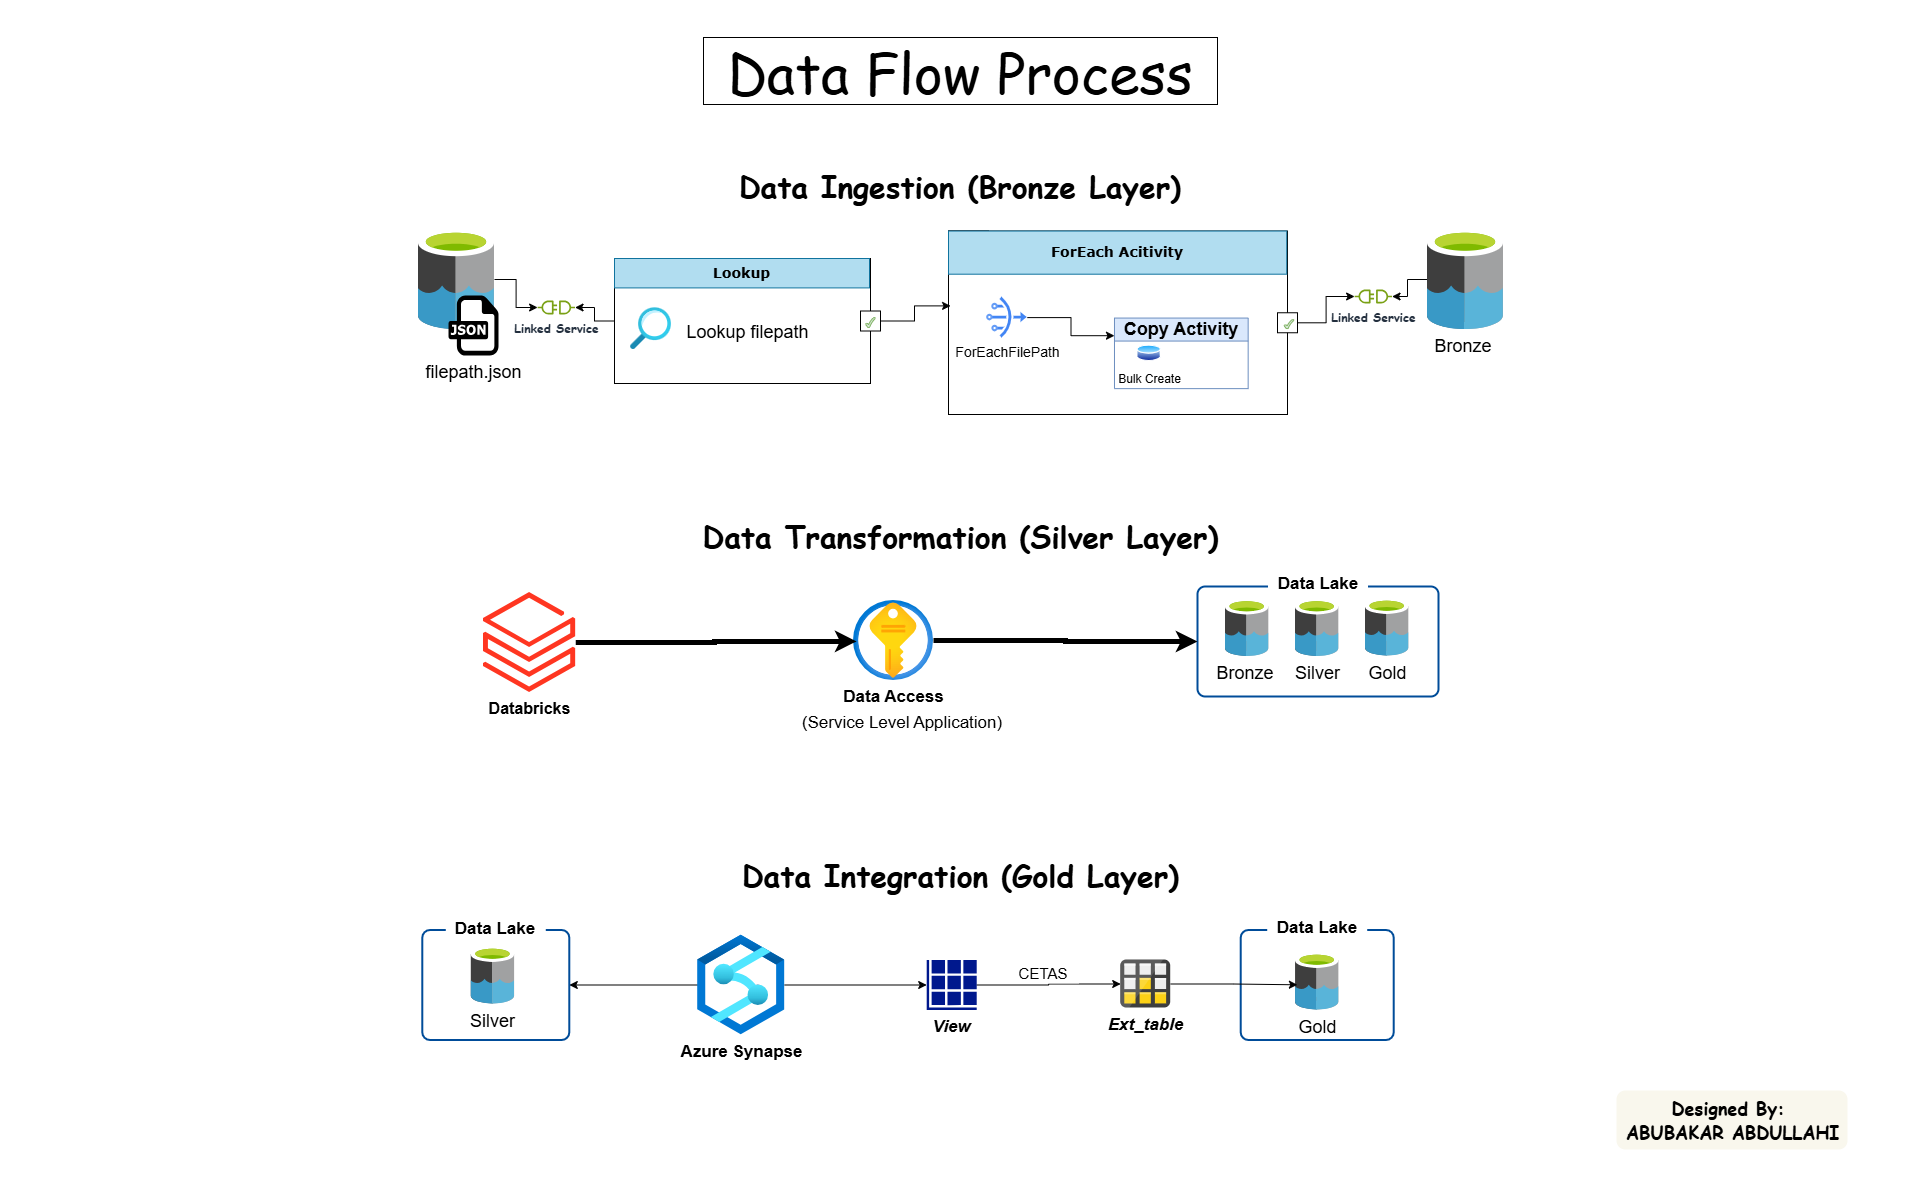 Data Flow Process
Data Ingestion (Bronze Layer)
JSON
filepath.json
Linked Service
Lookup
Lookup filepath
ForEach Acitivity
ForEachFilePath
Copy Activity
Bulk Create
Linked Service
Bronze
Data Transformation (Silver Layer)
Databricks
Data Access
(Service Level Application)
Data Lake
Bronze
Silver
Gold
Data Integration (Gold Layer)
Data Lake
Silver
Azure Synapse
View
CETAS
Ext_table
Data Lake
Gold
Designed By:
ABUBAKAR ABDULLAHI